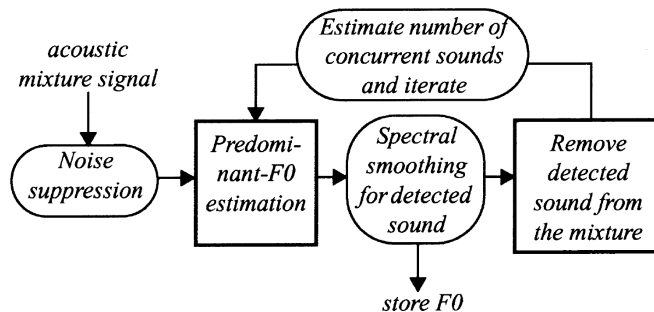 acoustic
mixture signal
Estimate number of
concurrent sounds
and iterate
Noise
suppression
Predomi-
nant-F0
estimation
Spectral
smoothing
for detected
sound
Remove
detected
sound from
the mixture
store F0